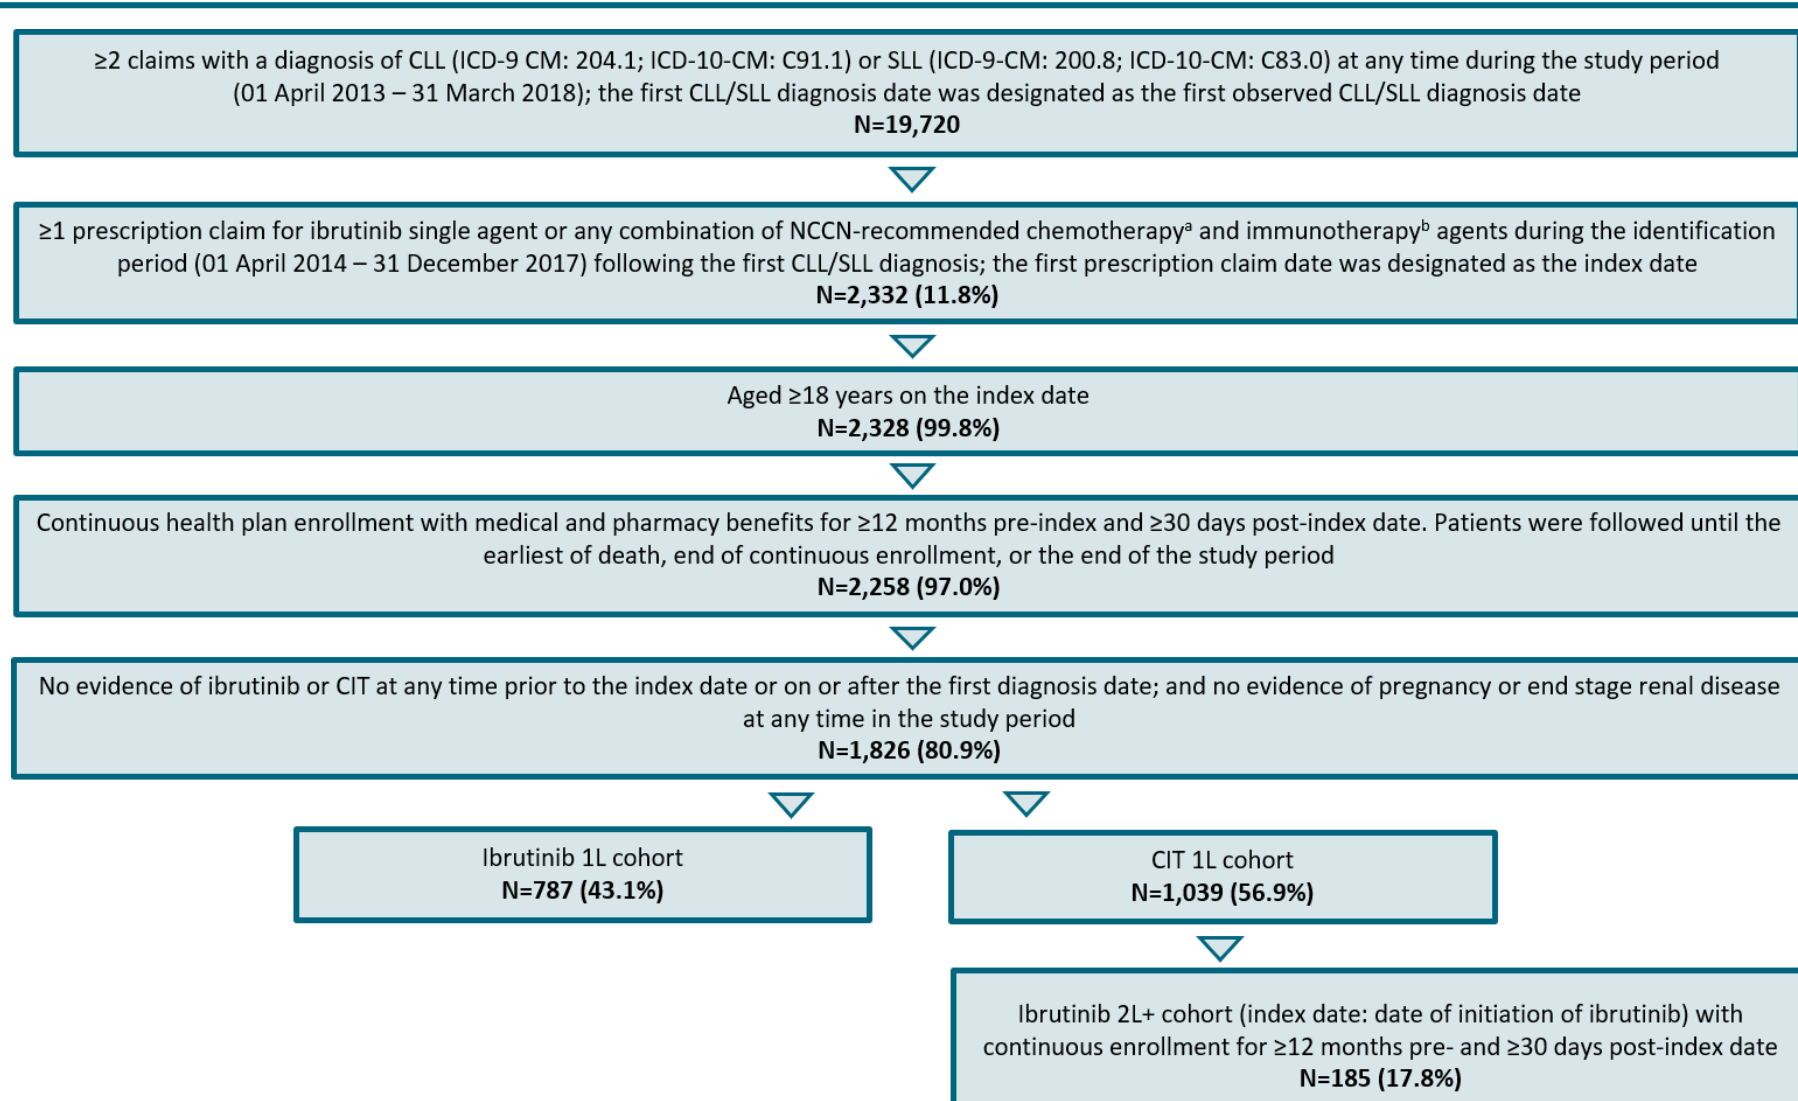 ≥2 claims with a diagnosis of CLL (ICD-9 CM: 204.1; ICD-10-CM: C91.1) or SLL (ICD-9-CM: 200.8; ICD-10-CM: C83.0) at any time during the study period
(01 April 2013 – 31 March 2018); the first CLL/SLL diagnosis date was designated as the first observed CLL/SLL diagnosis date
N=19,720
≥1 prescription claim for ibrutinib single agent or any combination of NCCN-recommended chemotherapyᵃ and immunotherapyᵇ agents during the identification
period (01 April 2014 – 31 December 2017) following the first CLL/SLL diagnosis; the first prescription claim date was designated as the index date
N=2,332 (11.8%)
Aged ≥18 years on the index date
N=2,328 (99.8%)
Continuous health plan enrollment with medical and pharmacy benefits for ≥12 months pre-index and ≥30 days post-index date. Patients were followed until the
earliest of death, end of continuous enrollment, or the end of the study period
N=2,258 (97.0%)
No evidence of ibrutinib or CIT at any time prior to the index date or on or after the first diagnosis date; and no evidence of pregnancy or end stage renal disease
at any time in the study period
N=1,826 (80.9%)
Ibrutinib 1L cohort
N=787 (43.1%)
CIT 1L cohort
N=1,039 (56.9%)
Ibrutinib 2L+ cohort (index date: date of initiation of ibrutinib) with
continuous enrollment for ≥12 months pre- and ≥30 days post-index date
N=185 (17.8%)